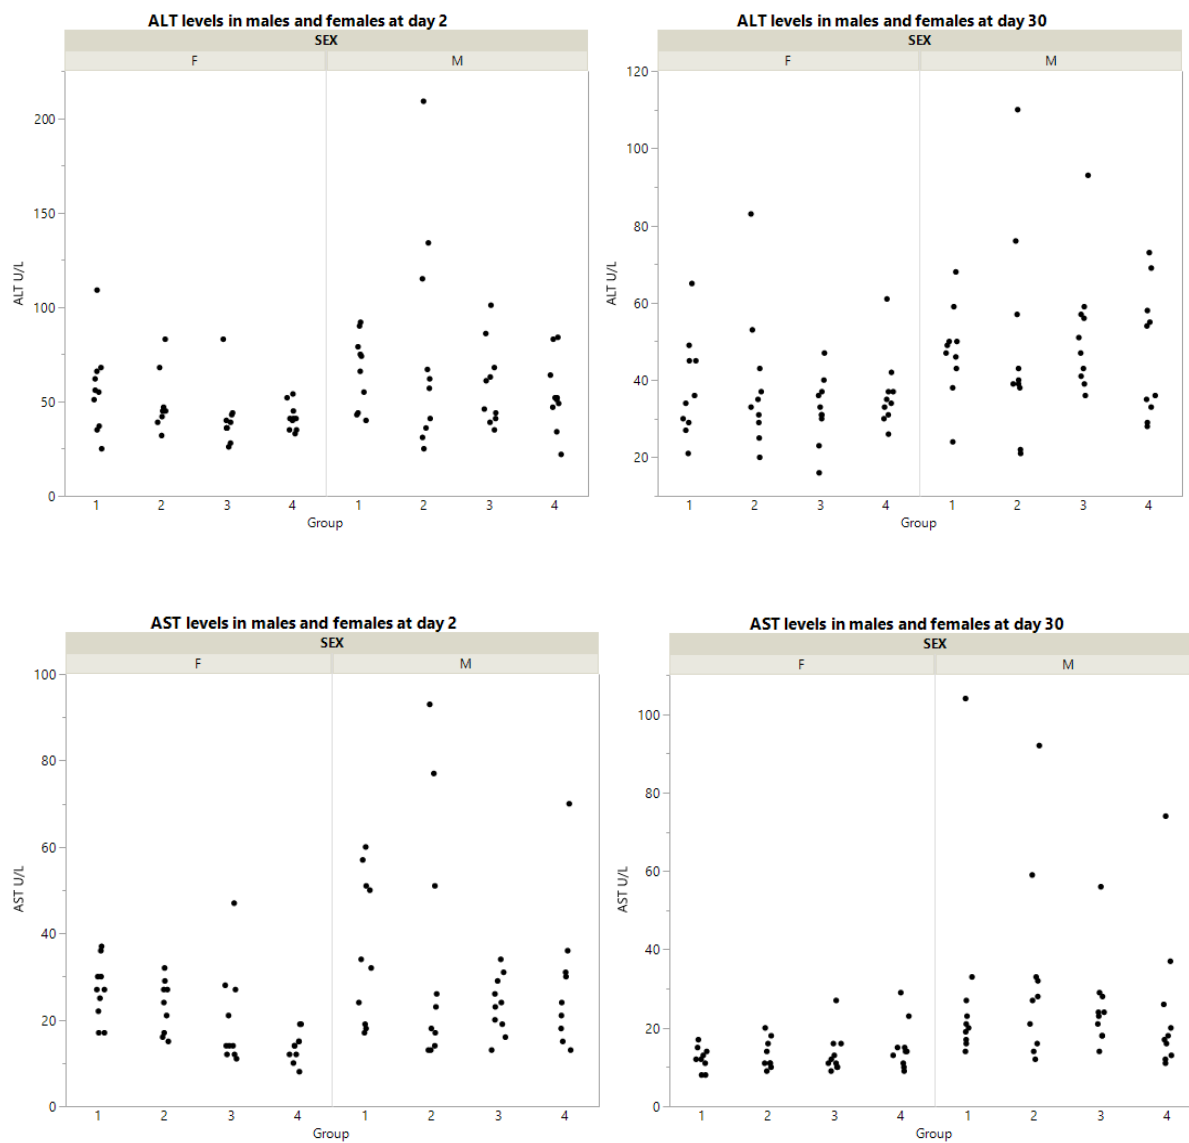 ALT levels in males and females at day 2
SEX
F M
200
150
100
50
0
ALT U/L
1 2 3 4 1 2 3 4
Group
ALT levels in males and females at day 30
SEX
F M
120
100
80
60
40
20
ALT U/L
1 2 3 4 1 2 3 4
Group
AST levels in males and females at day 2
SEX
F M
100
80
60
40
20
0
AST U/L
1 2 3 4 1 2 3 4
Group
AST levels in males and females at day 30
SEX
F M
100
80
60
40
20
0
AST U/L
1 2 3 4 1 2 3 4
Group